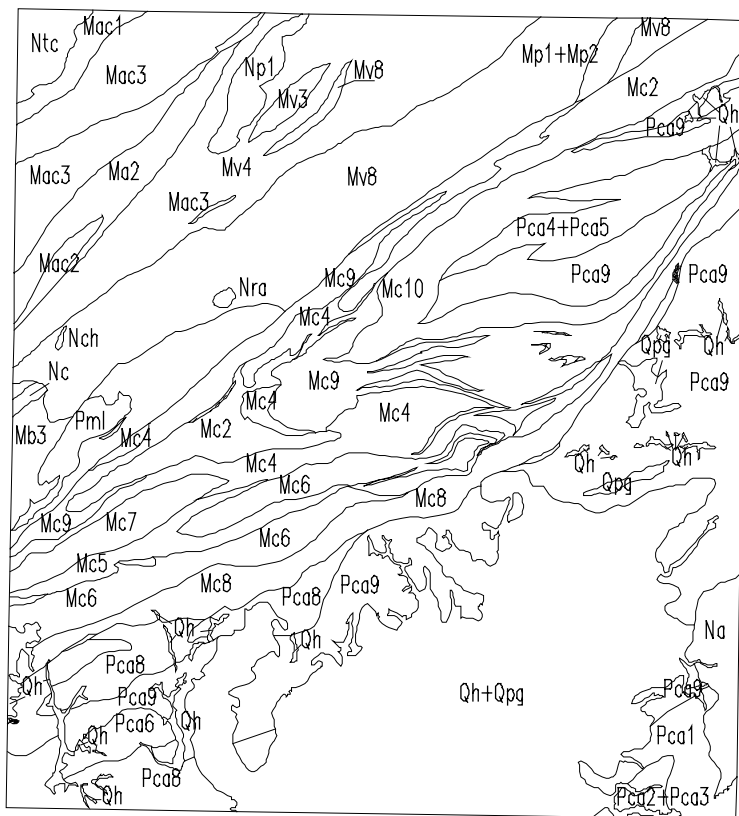 Mac1
Mv8
Ntc
Mp1+Mp2
Mac3
Np1
Mv8
Mc2
Mv3
Qh
Pca9
Mv4
Mac3
Ma2
Mv8
Mac3
Pca4+Pca5
Mac2
Mc9
Pca9
Pca9
Nra
Mc10
Mc4
Nch
Qpg
Qh
Nc
Mc9
Pca9
Mc4
Pml
Mc4
Mb3
Mc4
Mc2
Mc4
Qh
Qh
Mc6
Qpg
Mc8
Mc9
Mc7
Mc6
Mc5
Mc8
Pca9
Mc6
Pca8
Qh
Qh
Na
Pca8
Qh
Pca9
Pca9
Qh+Qpg
Pca6
Qh
Qh
Pca1
Pca8
Qh
Pca2+Pca3